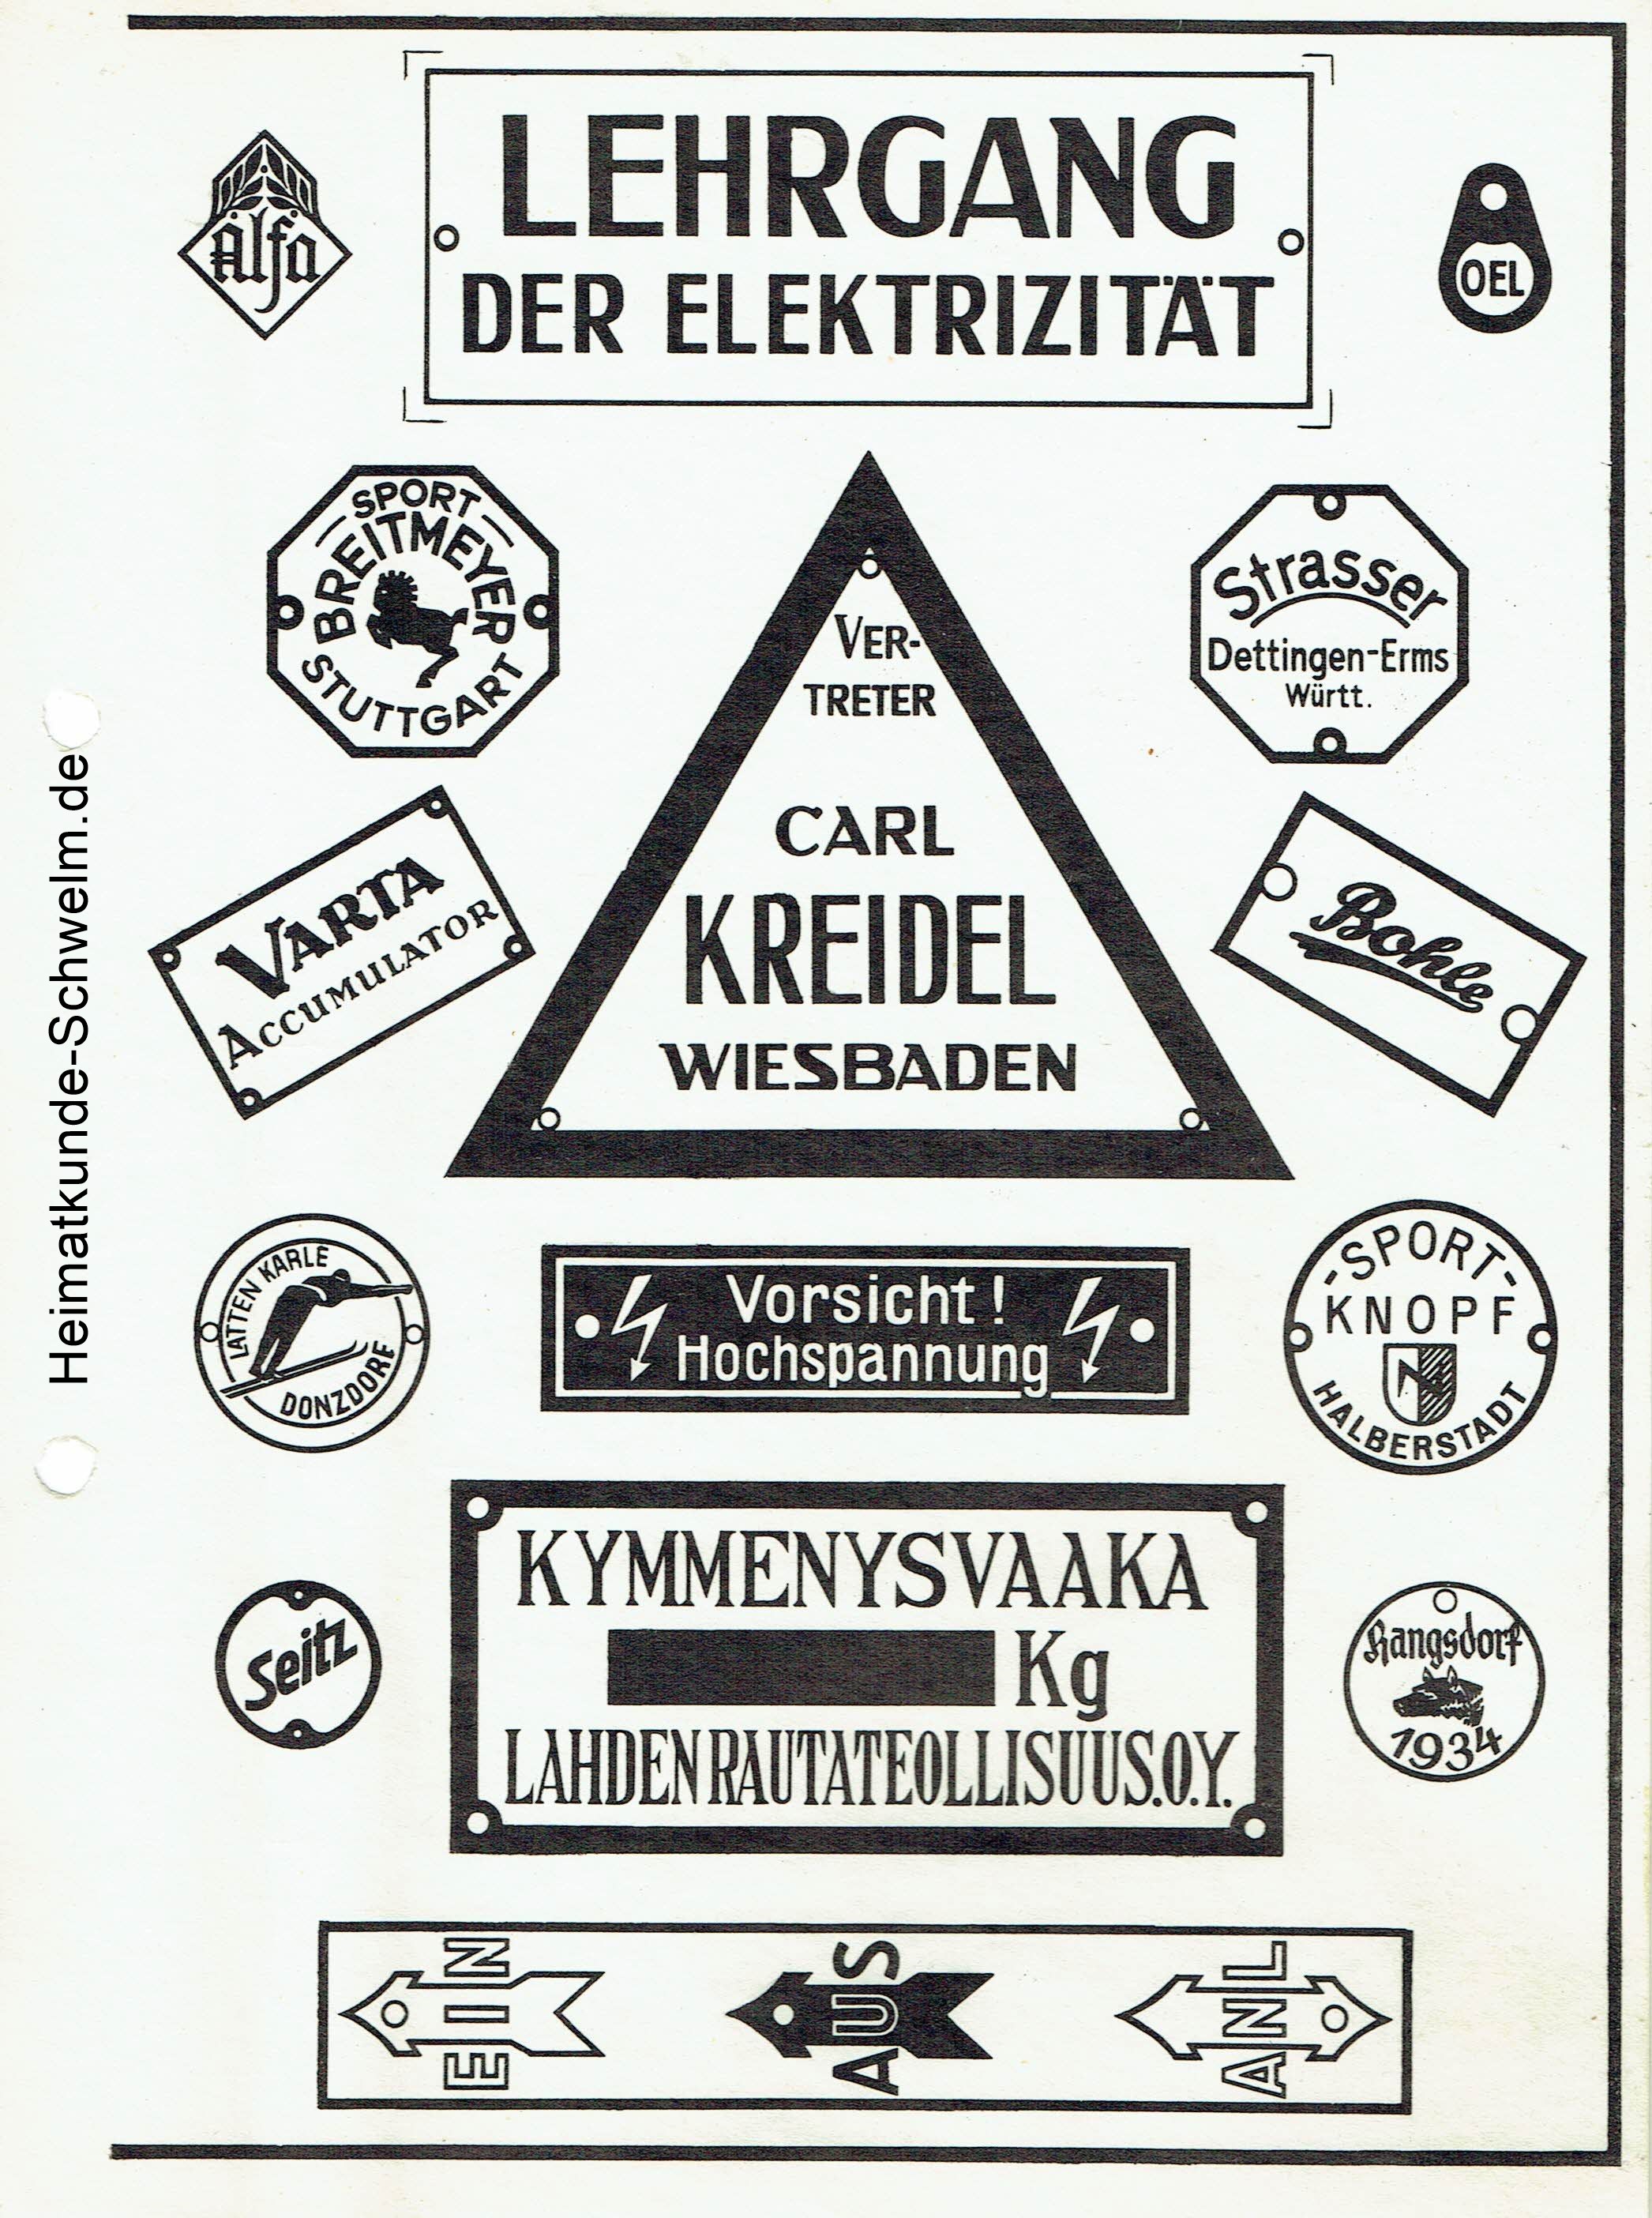 LEHRGANG
DER ELEKTRIZITÄT
Alfa
OEL
SPORT
BREITMEYER
STUTTGART
VER-
TRETER
CARL
KREIDEL
WIESBADEN
Strasser
Dettingen-Erms
Württ.
VARTA
ACCUMULATOR
Bohle
Heimatkunde-Schwelm.de
LATTEN KARLE
DONZDORF
Vorsicht!
Hochspannung
-SPORT-
KNOPF
HALBERSTADT
Seitz
KYMMENYSVAAKA
Kg
LAHDEN RAUTATEOLLISUUS.O.Y.
Rangsdorf
1934
EIN
AUS
ANL